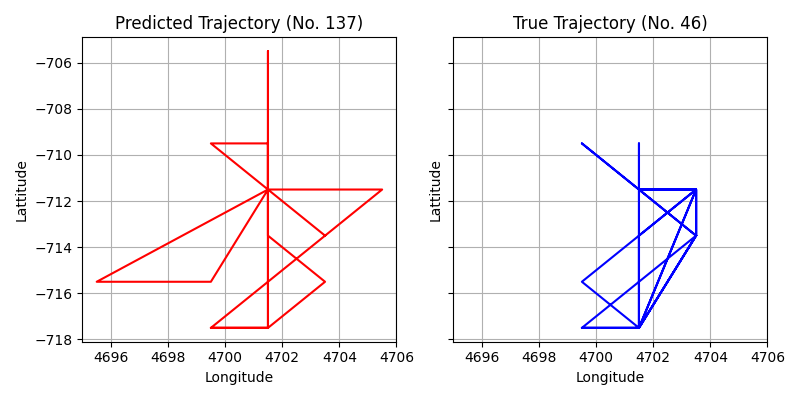 Predicted Trajectory (No. 137)
True Trajectory (No. 46)
−706
−708
−710
−712
−714
−716
−718
Lattitude
Lattitude
4696 4698 4700 4702 4704 4706
4696 4698 4700 4702 4704 4706
Longitude
Longitude